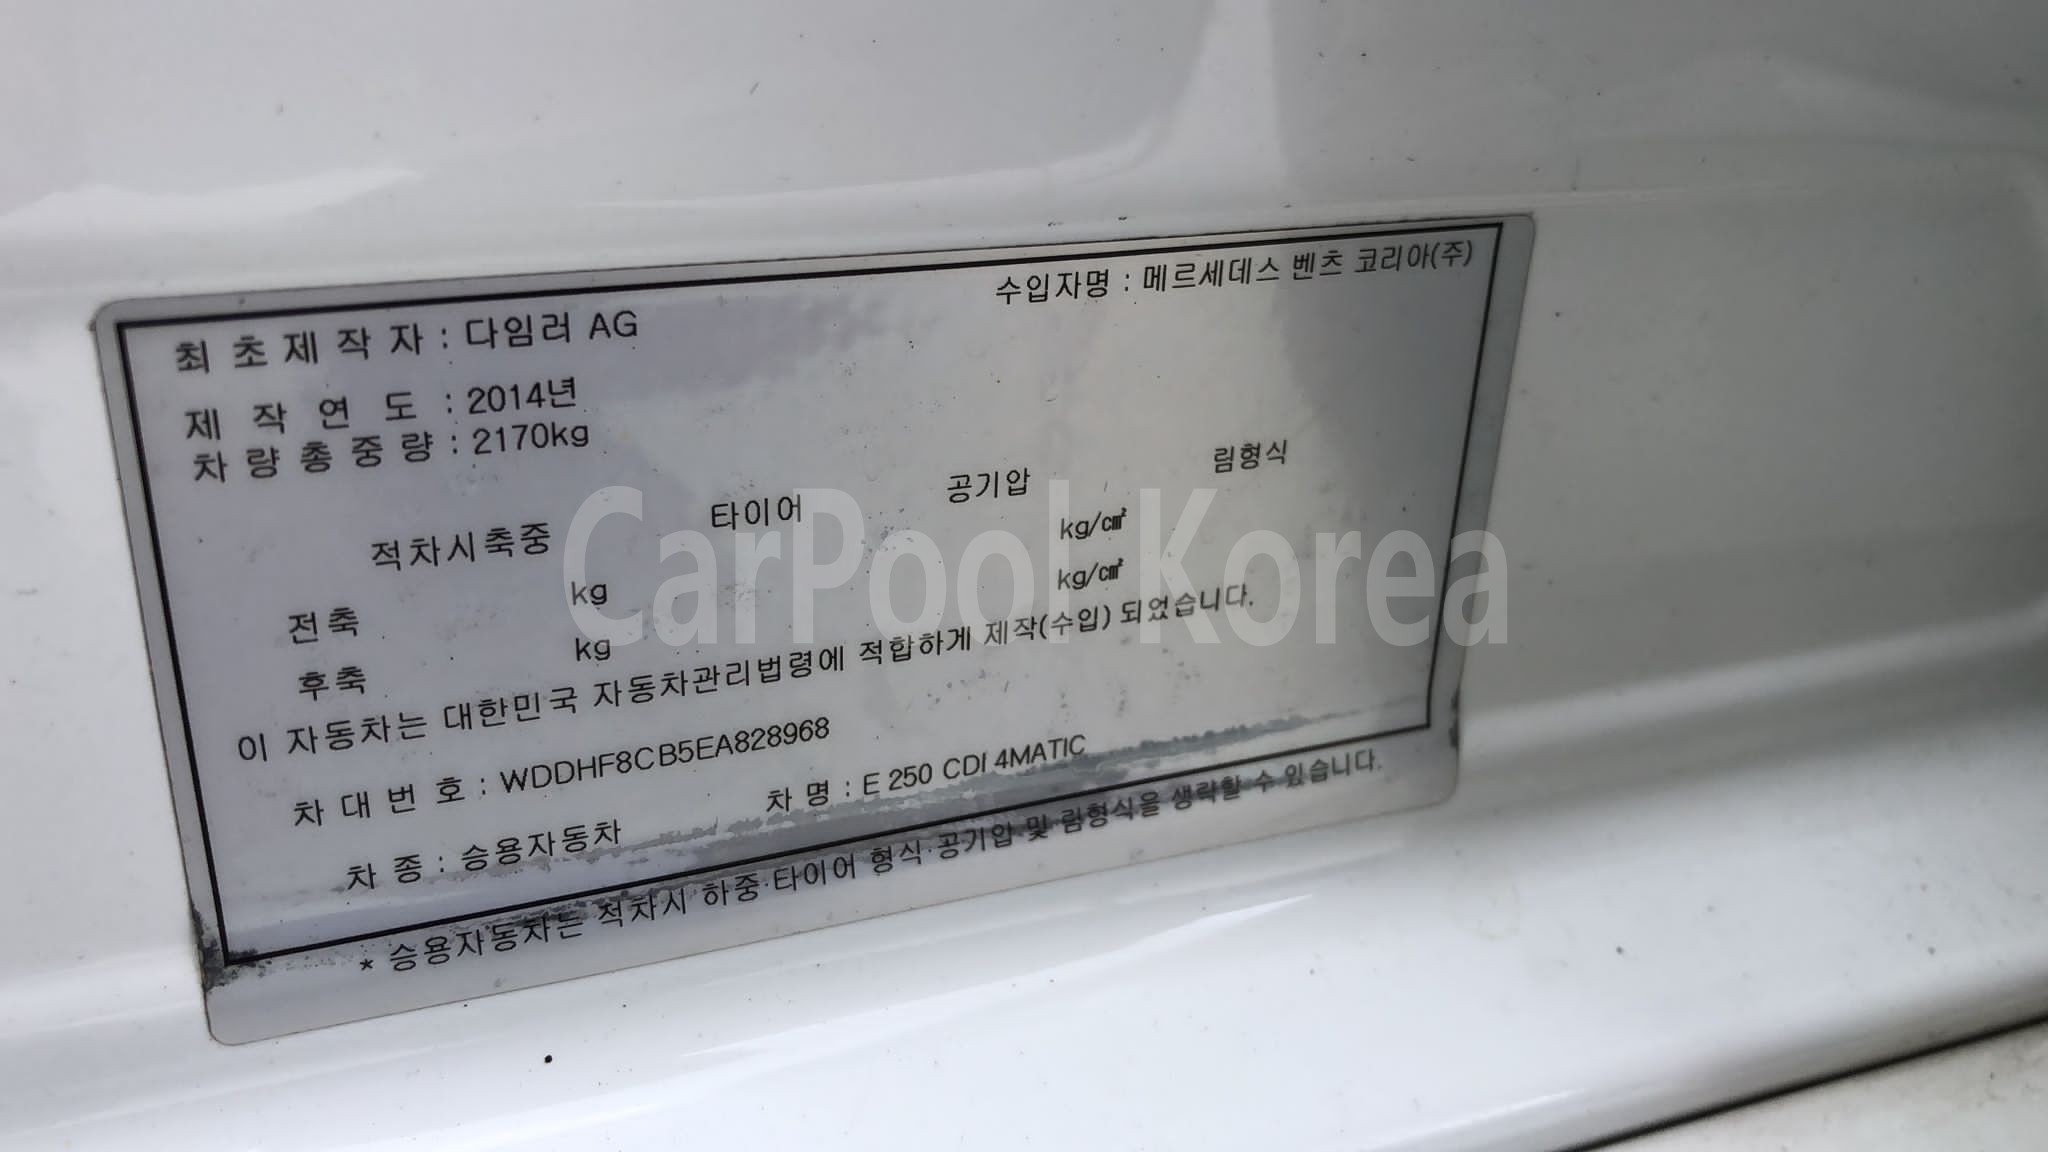 수입자명 : 메르세데스 벤츠 코리아(주)
최초제작자 : 다임러 AG
제작연도 : 2014년
차량총중량 : 2170kg
적차시축중 타이어 공기압 림형식
전축 kg kg/㎠
후축 kg kg/㎠
이 자동차는 대한민국 자동차관리법령에 적합하게 제작(수입) 되었습니다.
차대번호 : WDDHF8CB5EA828968
차종 : 승용자동차 차명 : E 250 CDI 4MATIC
* 승용자동차는 적차시 하중·타이어 형식·공기압 및 림형식을 생략할 수 있습니다.
CarPool Korea